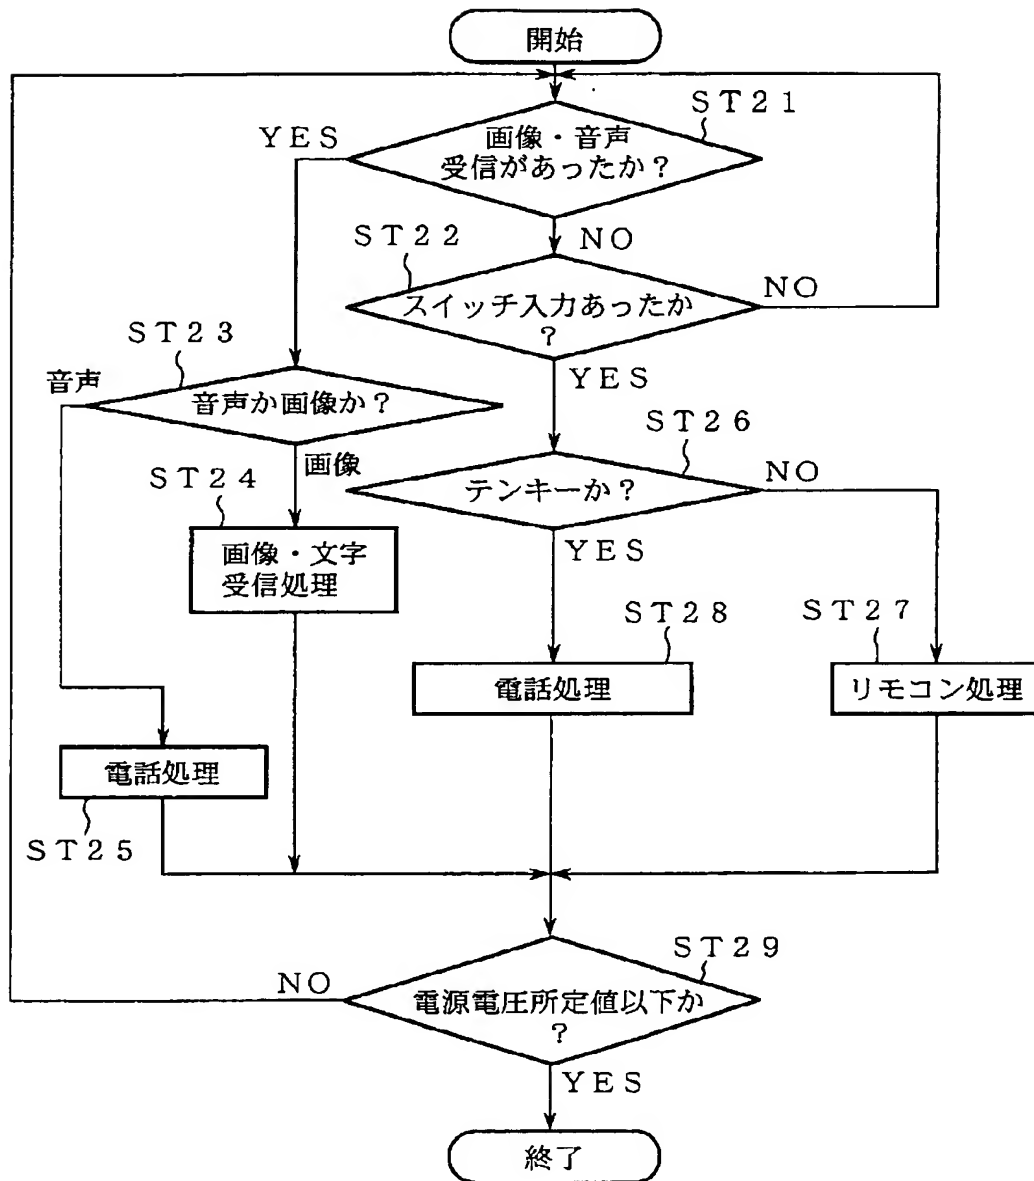 開始
ST21
YES
画像・音声
受信があったか？
ST22
NO
スイッチ入力あったか
？
NO
ST23
YES
音声
音声か画像か？
ST26
画像
ST24
テンキーか？
NO
YES
画像・文字
受信処理
ST28
ST27
電話処理
リモコン処理
電話処理
ST25
ST29
NO
電源電圧所定値以下か
？
YES
終了